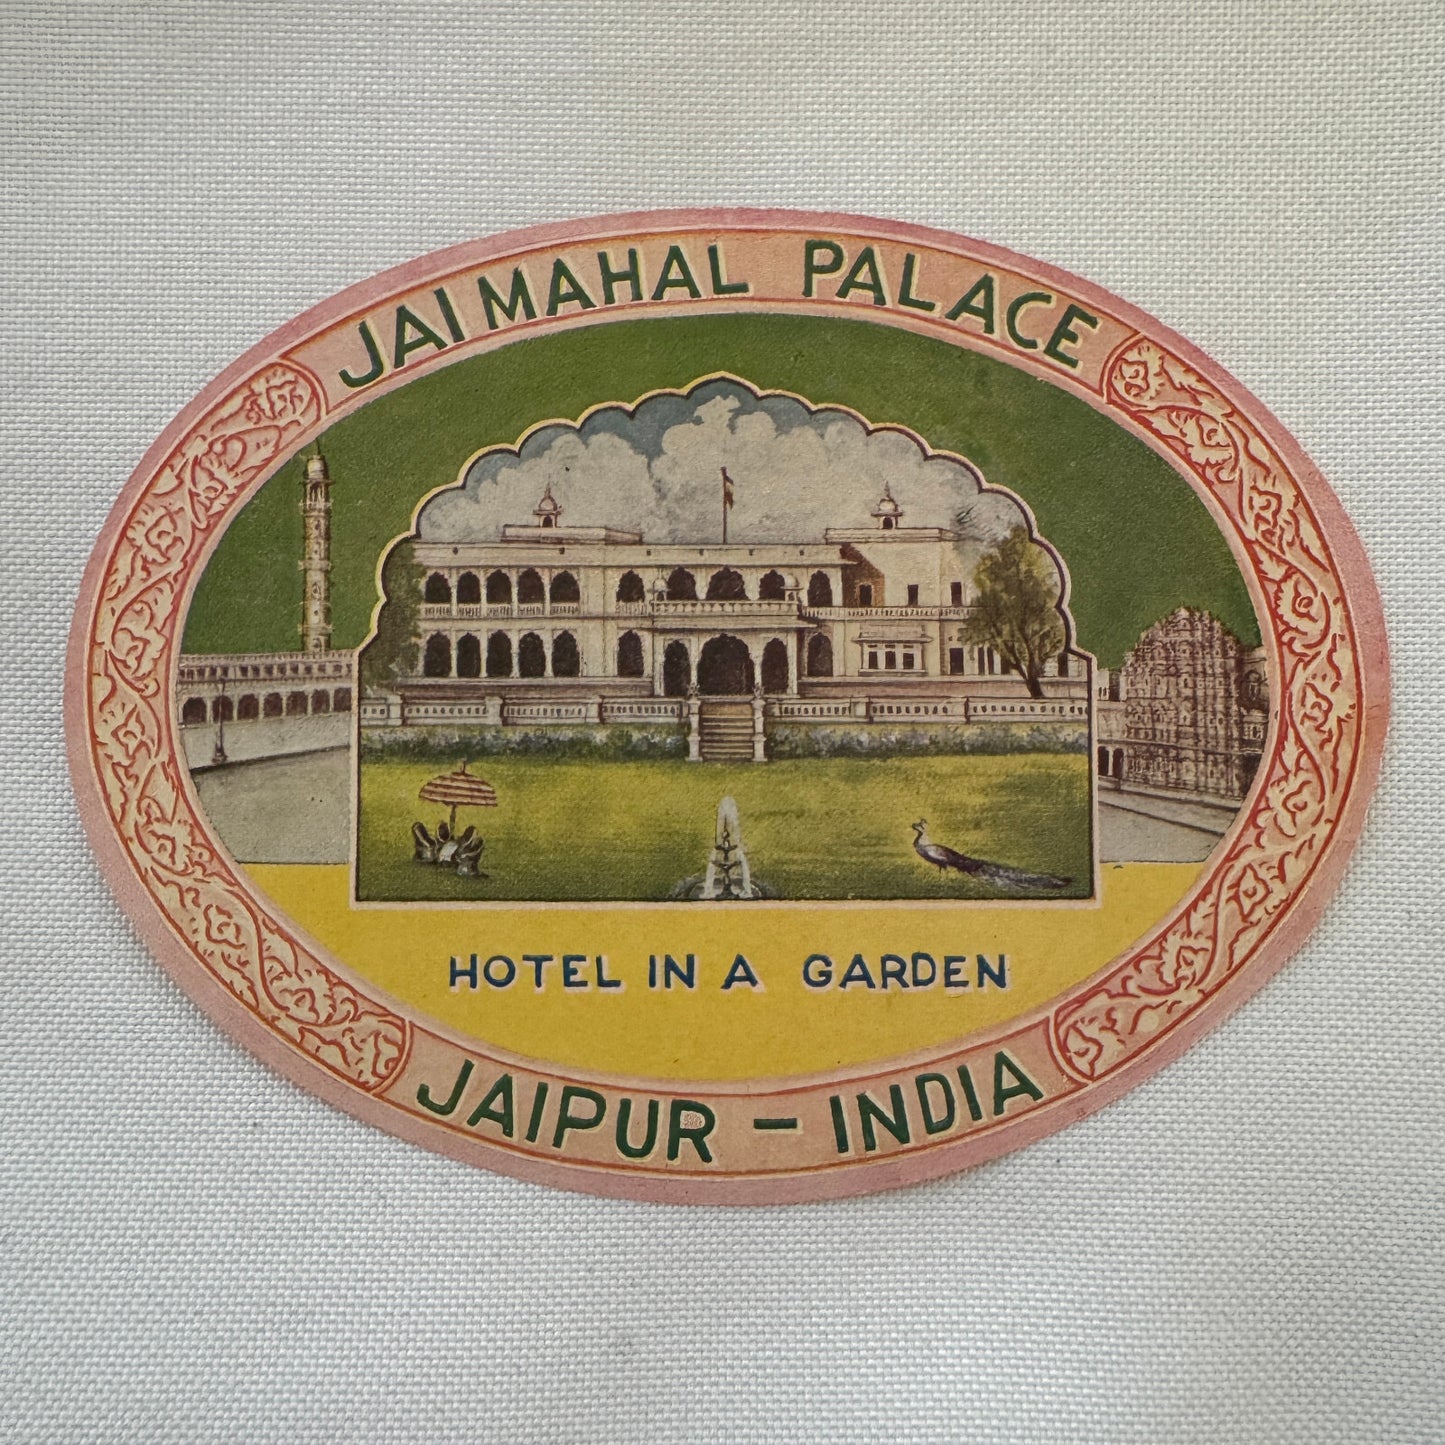 JAI MAHAL PALACE
HOTEL IN A GARDEN
JAIPUR - INDIA